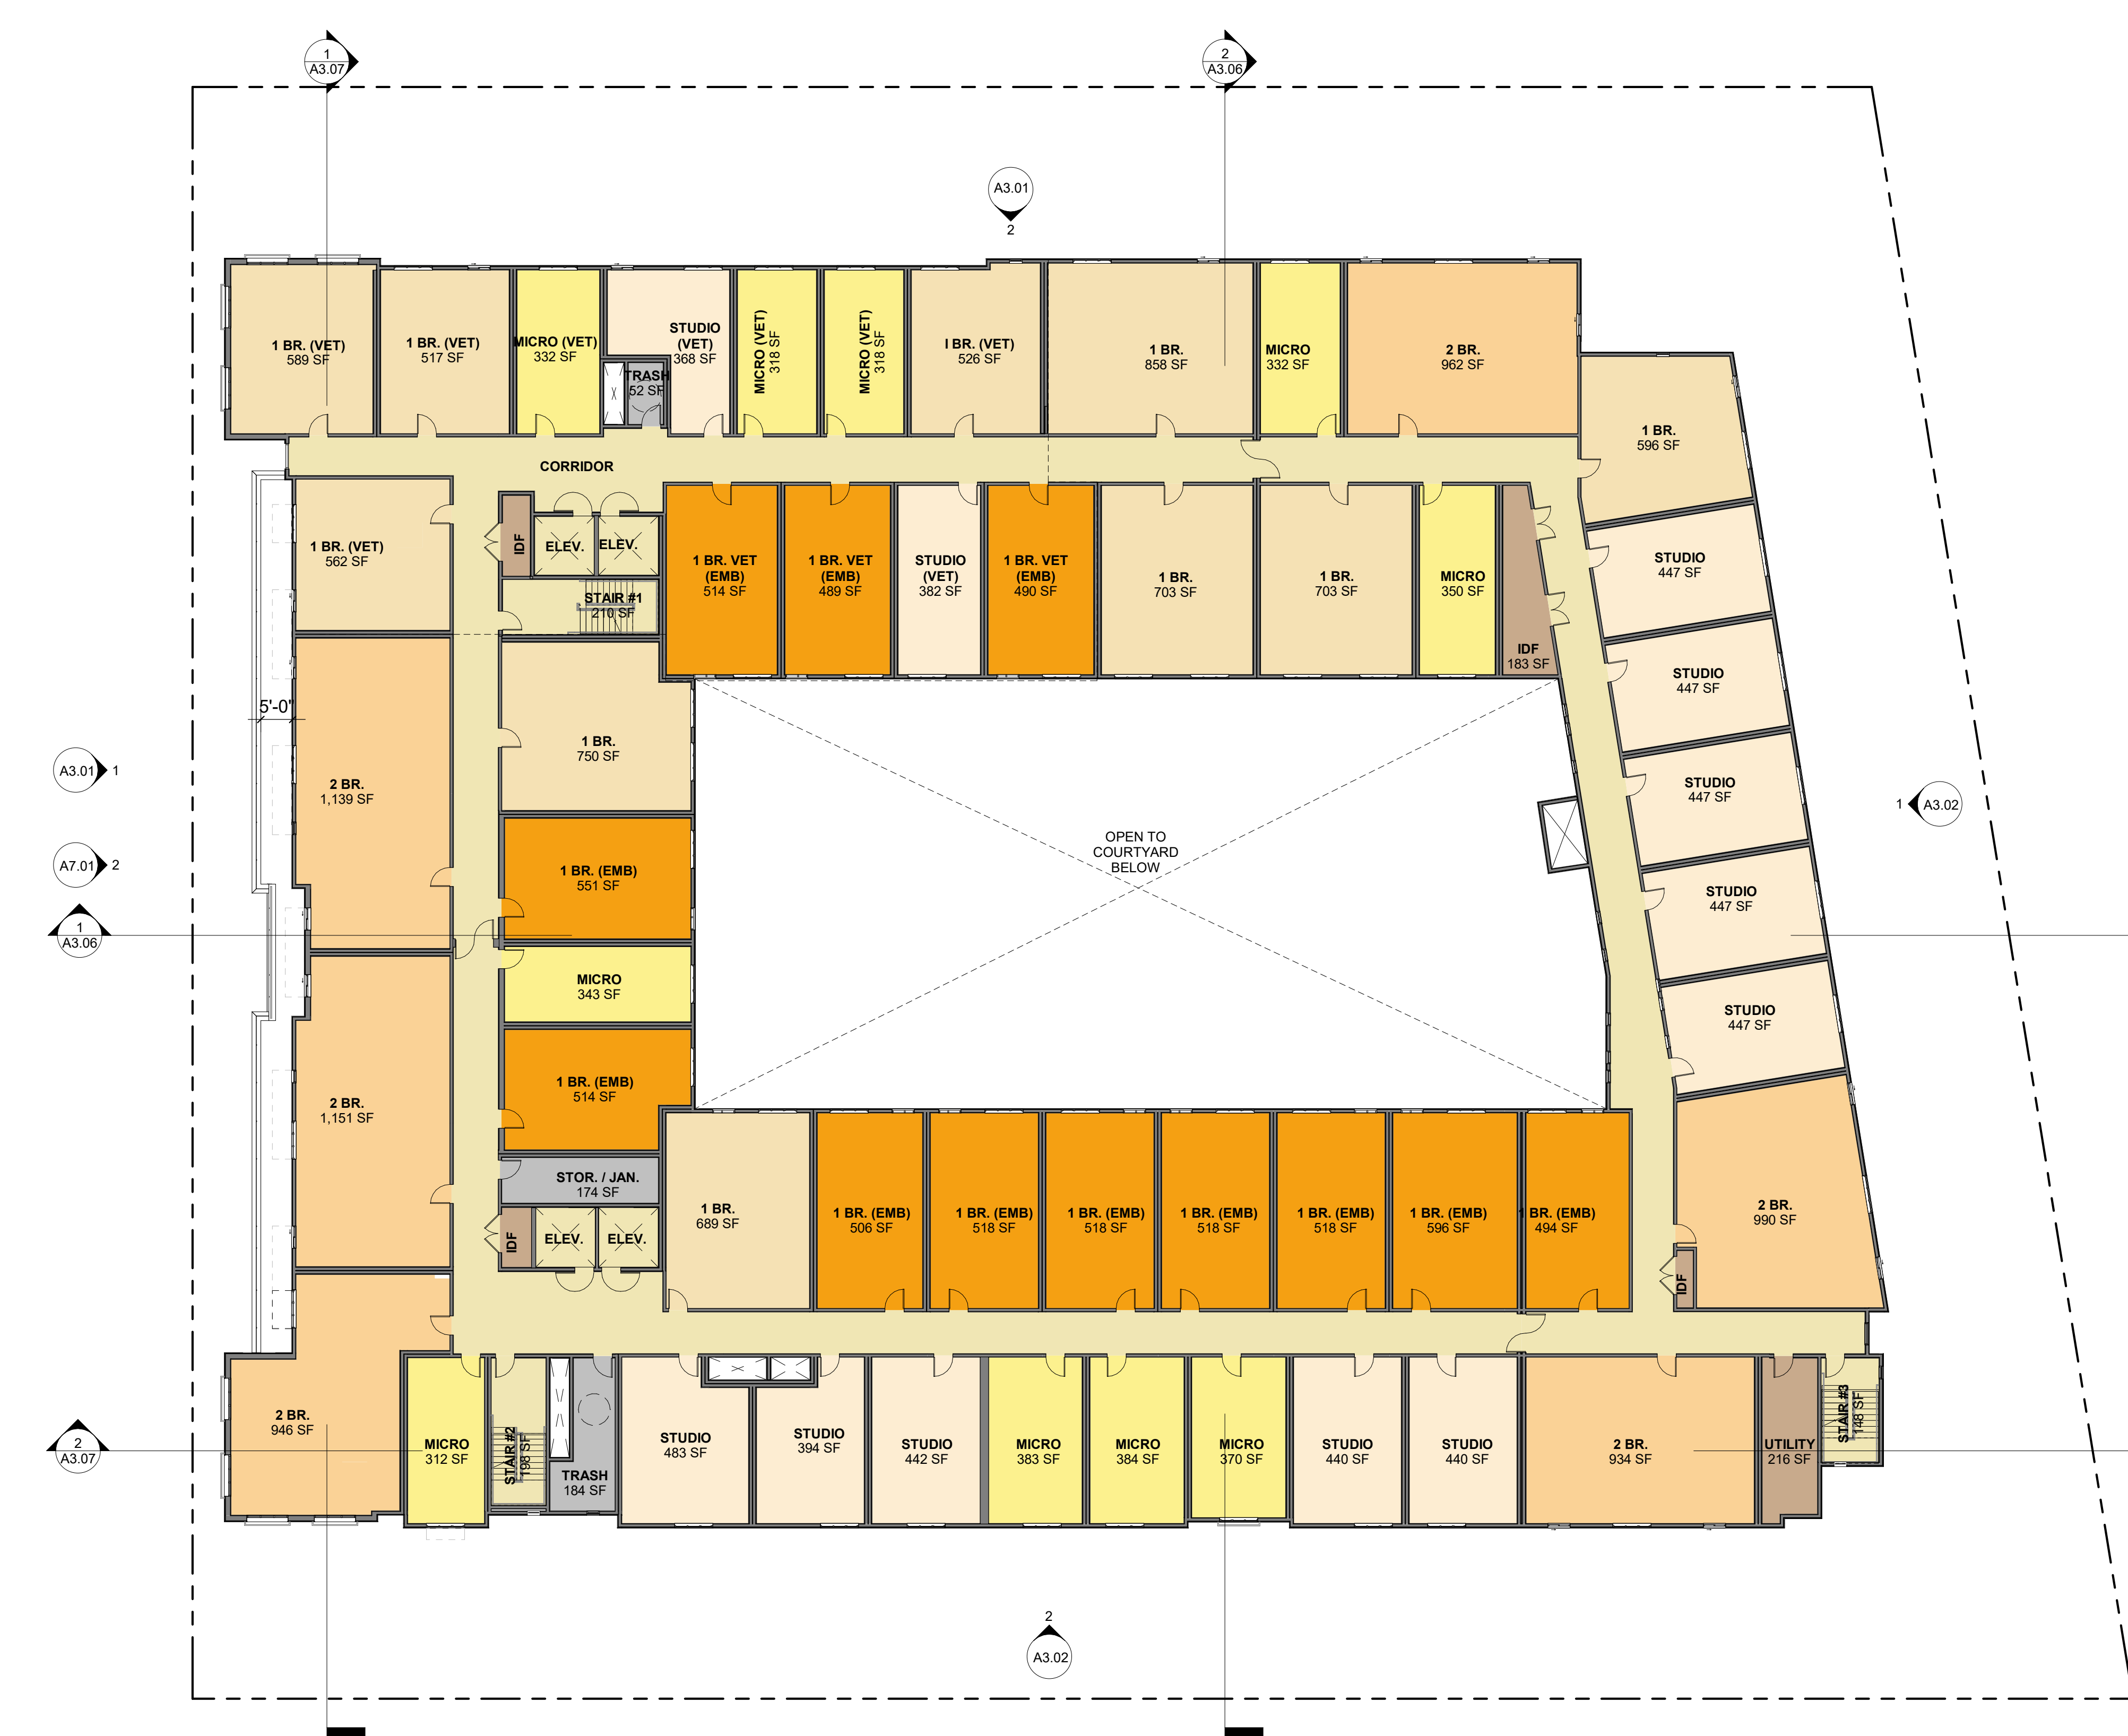 1
A3.07
2
A3.06
A3.01
2
1 BR. (VET)
589 SF
1 BR. (VET)
517 SF
MICRO (VET)
332 SF
STUDIO
(VET)
368 SF
TRASH
52 SF
MICRO (VET)
318 SF
MICRO (VET)
318 SF
I BR. (VET)
526 SF
1 BR.
858 SF
MICRO
332 SF
2 BR.
962 SF
1 BR.
596 SF
CORRIDOR
1 BR. (VET)
562 SF
IDF
ELEV.
ELEV.
STAIR #1
210 SF
1 BR. VET
(EMB)
514 SF
1 BR. VET
(EMB)
489 SF
STUDIO
(VET)
382 SF
1 BR. VET
(EMB)
490 SF
1 BR.
703 SF
1 BR.
703 SF
MICRO
350 SF
IDF
183 SF
STUDIO
447 SF
STUDIO
447 SF
STUDIO
447 SF
STUDIO
447 SF
STUDIO
447 SF
5'-0"
A3.01
1
A7.01
2
1
A3.06
2 BR.
1,139 SF
1 BR.
750 SF
1 BR. (EMB)
551 SF
MICRO
343 SF
1 BR. (EMB)
514 SF
OPEN TO
COURTYARD
BELOW
1
A3.02
2 BR.
1,151 SF
STOR. / JAN.
174 SF
IDF
ELEV.
ELEV.
1 BR.
689 SF
1 BR. (EMB)
506 SF
1 BR. (EMB)
518 SF
1 BR. (EMB)
518 SF
1 BR. (EMB)
518 SF
1 BR. (EMB)
518 SF
1 BR. (EMB)
596 SF
1 BR. (EMB)
494 SF
2 BR.
990 SF
IDF
2 BR.
946 SF
MICRO
312 SF
STAIR #2
198 SF
TRASH
184 SF
STUDIO
483 SF
STUDIO
394 SF
STUDIO
442 SF
MICRO
383 SF
MICRO
384 SF
MICRO
370 SF
STUDIO
440 SF
STUDIO
440 SF
2 BR.
934 SF
UTILITY
216 SF
STAIR #3
148 SF
2
A3.07
2
A3.02